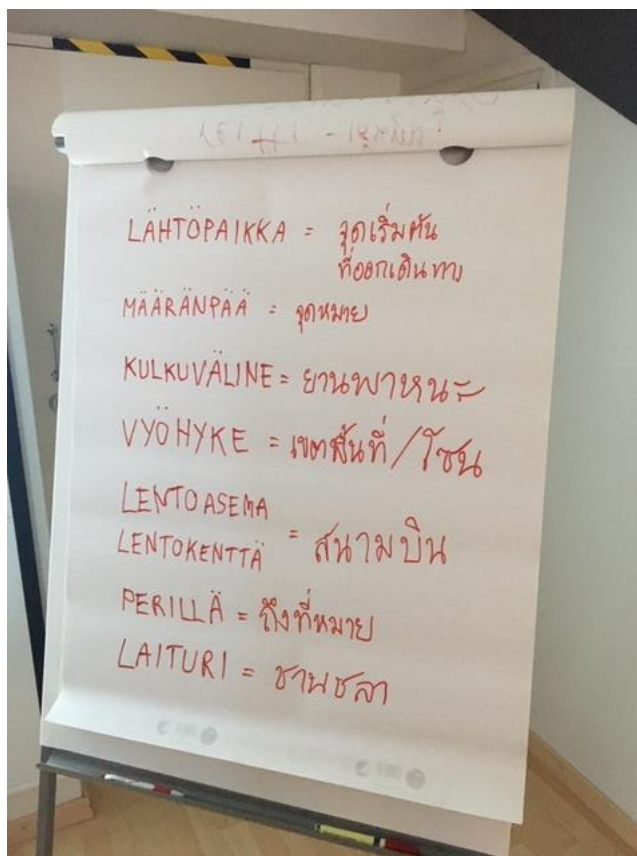 LÄHTÖPAIKKA = จุดเริ่มต้น
ที่ออกเดินทาง
MÄÄRÄNPÄÄ = จุดหมาย
KULKUVÄLINE = ยานพาหนะ
VYÖHYKE = เขตพื้นที่/โซน
LENTOASEMA
LENTOKENTTÄ = สนามบิน
PERILLÄ = ถึงที่หมาย
LAITURI = ชานชลา